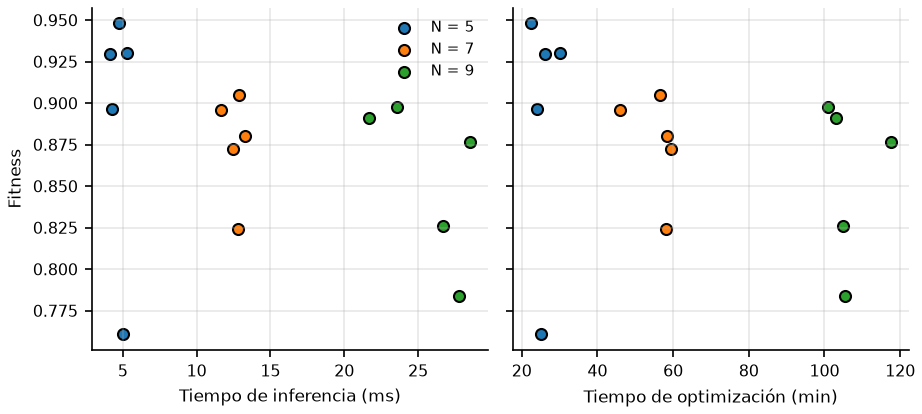 0.950
0.925
0.900
0.875
0.850
0.825
0.800
0.775
Fitness
N = 5
N = 7
N = 9
5 10 15 20 25
Tiempo de inferencia (ms)
20 40 60 80 100 120
Tiempo de optimización (min)